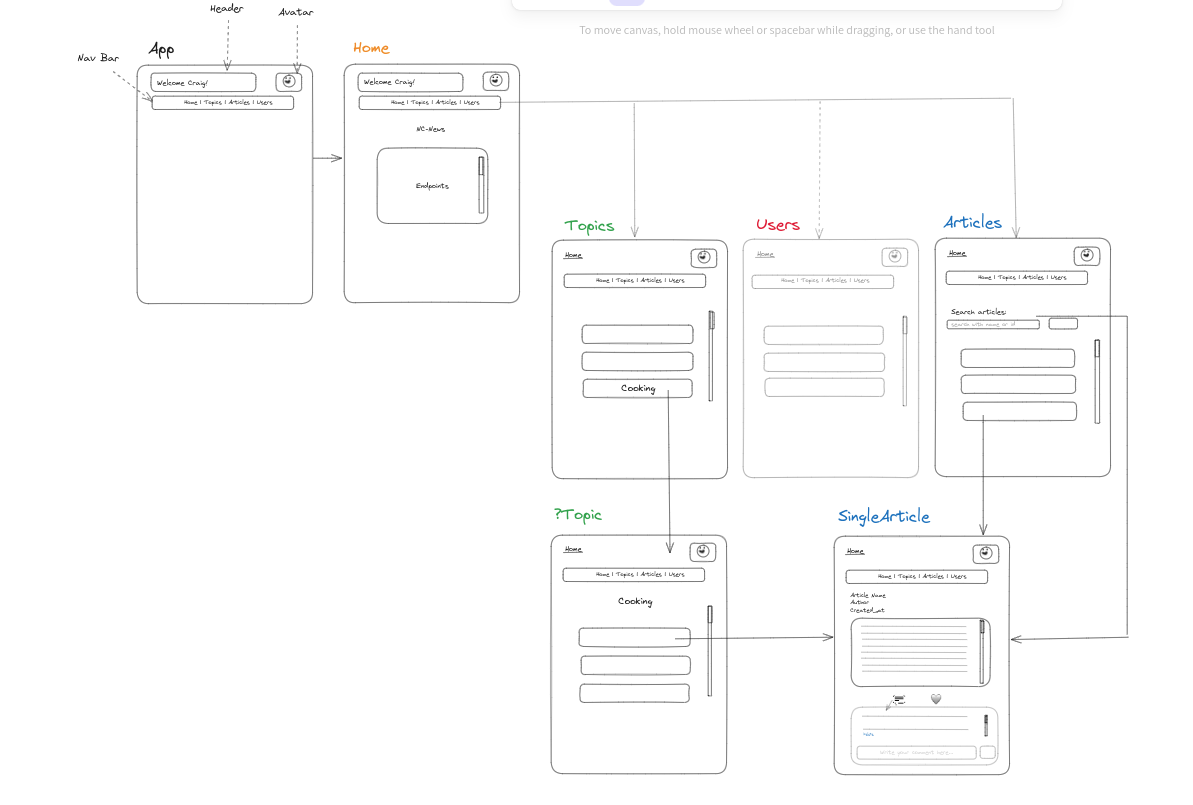 To move canvas, hold mouse wheel or spacebar while dragging, or use the hand tool
Header
Avatar
Nav Bar
App
Welcome Craig!
Home | Topics | Articles | Users
Home
Welcome Craig!
Home | Topics | Articles | Users
NC-News
Endpoints
Topics
Home
Home | Topics | Articles | Users
Cooking
Users
Home
Home | Topics | Articles | Users
Articles
Home
Home | Topics | Articles | Users
Search articles:
search with name or id
?Topic
Home
Home | Topics | Articles | Users
Cooking
SingleArticle
Home
Home | Topics | Articles | Users
Article Name
Author
Created_at
Write your comment here...